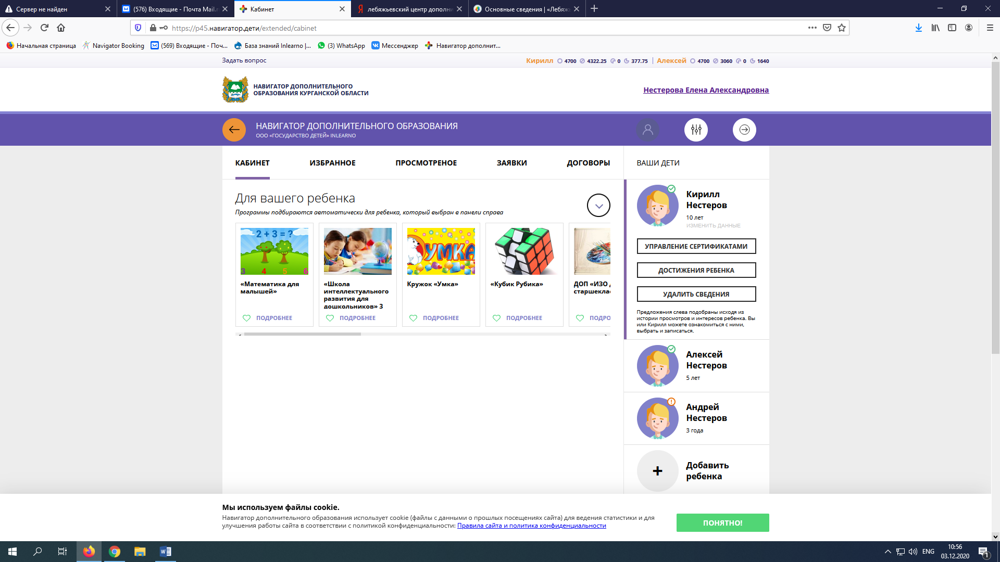 Сервер не найден
(576) Входящие - Почта Mail.r
Кабинет
лебяжьевский центр дополни
Основные сведения | «Лебяжь
https://р45.навигатор.дети/extended/cabinet
Начальная страница
Navigator Booking
(569) Входящие - Поч...
База знаний Inlearno |...
(3) WhatsApp
Мессенджер
Навигатор дополнит...
Задать вопрос
Кирилл 4700 4322.25 0 377.75 | Алексей 4700 3060 0 1640
НАВИГАТОР ДОПОЛНИТЕЛЬНОГО
ОБРАЗОВАНИЯ КУРГАНСКОЙ ОБЛАСТИ
Нестерова Елена Александровна
НАВИГАТОР ДОПОЛНИТЕЛЬНОГО ОБРАЗОВАНИЯ
ООО «ГОСУДАРСТВО ДЕТЕЙ» INLEARNO
КАБИНЕТ
ИЗБРАННОЕ
ПРОСМОТРЕНОЕ
ЗАЯВКИ
ДОГОВОРЫ
ВАШИ ДЕТИ
Для вашего ребенка
Программы подбираются автоматически для ребенка, который выбран в панели справа
2 + 3 = ?
3 4 5 6
«Математика для
малышей»
ПОДРОБНЕЕ
«Школа
интеллектуального
развития для
дошкольников» 3
ПОДРОБНЕЕ
УМКА
Кружок «Умка»
ПОДРОБНЕЕ
«Кубик Рубика»
ПОДРОБНЕЕ
ДОП «ИЗО
старшекла
ПОДРО
Кирилл
Нестеров
10 лет
ИЗМЕНИТЬ ДАННЫЕ
УПРАВЛЕНИЕ СЕРТИФИКАТАМИ
ДОСТИЖЕНИЯ РЕБЕНКА
УДАЛИТЬ СВЕДЕНИЯ
Предложения слева подобраны исходя из
истории просмотров и интересов ребенка. Вы
или Кирилл можете ознакомиться с ними,
выбрать и записаться.
Алексей
Нестеров
5 лет
Андрей
Нестеров
3 года
+
Добавить
ребенка
Мы используем файлы cookie.
Навигатор дополнительного образования использует cookie (файлы с данными о прошлых посещениях сайта) для ведения статистики и для
улучшения работы сайта в соответствии с политикой конфиденциальности: Правила сайта и политика конфиденциальности
ПОНЯТНО!
ENG
10:56
03.12.2020
1